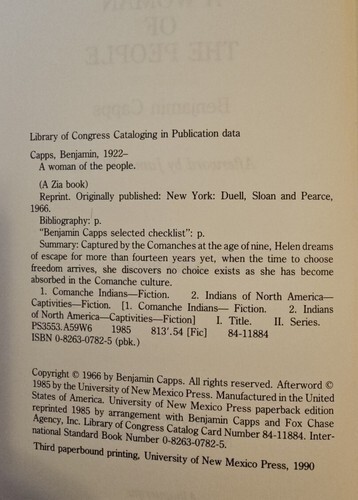 A WOMAN
OF
THE PEOPLE
Benjamin Capps
Library of Congress Cataloging in Publication data
Capps, Benjamin, 1922–
A woman of the people.
(A Zia book)
Reprint. Originally published: New York: Duell, Sloan and Pearce,
1966.
Bibliography: p.
"Benjamin Capps selected checklist": p.
Summary: Captured by the Comanches at the age of nine, Helen dreams
of escape for more than fourteen years yet, when the time to choose
freedom arrives, she discovers no choice exists as she has become
absorbed in the Comanche culture.
1. Comanche Indians—Fiction. 2. Indians of North America—
Captivities—Fiction. [1. Comanche Indians— Fiction. 2. Indians
of North America—Captivities—Fiction] I. Title. II. Series.
PS3553.A59W6 1985 813'.54 [Fic] 84-11884
ISBN 0-8263-0782-5 (pbk.)
Copyright © 1966 by Benjamin Capps. All rights reserved. Afterword ©
1985 by the University of New Mexico Press. Manufactured in the United
States of America. University of New Mexico Press paperback edition
reprinted 1985 by arrangement with Benjamin Capps and Fox Chase
Agency, Inc. Library of Congress Catalog Card Number 84-11884. Inter-
national Standard Book Number 0-8263-0782-5.
Third paperbound printing, University of New Mexico Press, 1990